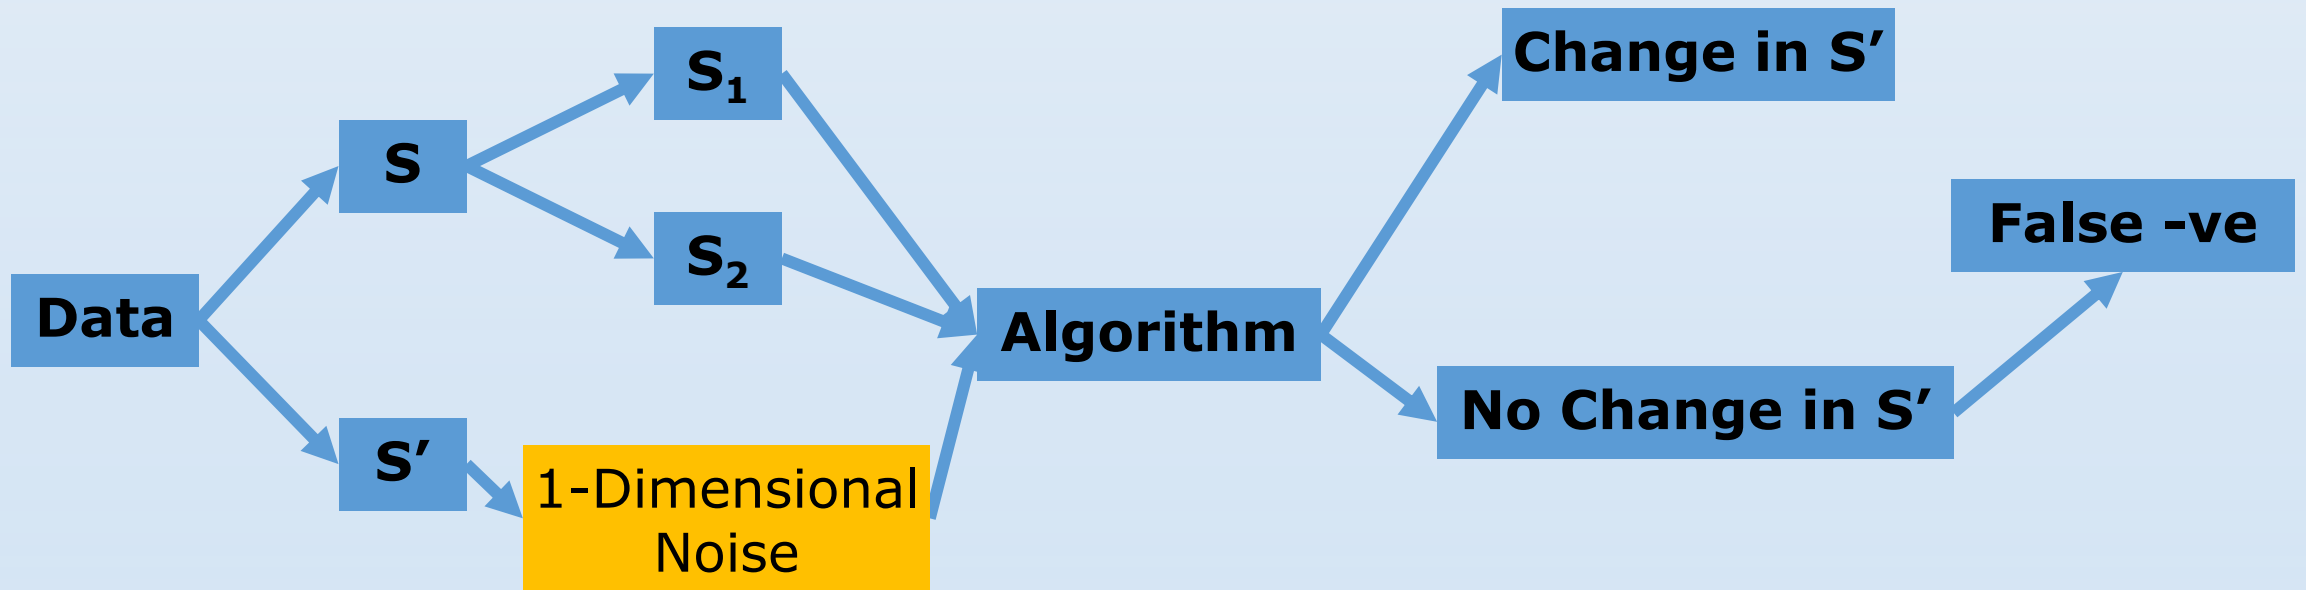 Data
S
S′
S₁
S₂
1-Dimensional
Noise
Algorithm
Change in S′
No Change in S′
False -ve